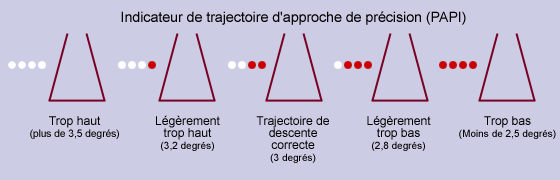 Indicateur de trajectoire d'approche de précision (PAPI)
Trop haut
(plus de 3,5 degrés)
Légèrement
trop haut
(3,2 degrés)
Trajectoire de
descente
correcte
(3 degrés)
Légèrement
trop bas
(2,8 degrés)
Trop bas
(Moins de 2,5 degrés)